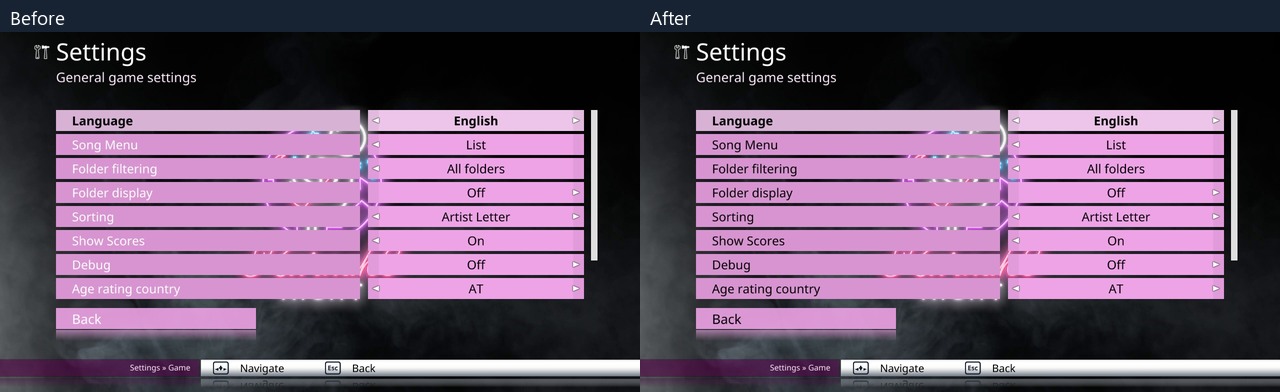 Before
Settings
General game settings
Language English
Song Menu List
Folder filtering All folders
Folder display Off
Sorting Artist Letter
Show Scores On
Debug Off
Age rating country AT
Back
Settings » Game Navigate Esc Back
After
Settings
General game settings
Language English
Song Menu List
Folder filtering All folders
Folder display Off
Sorting Artist Letter
Show Scores On
Debug Off
Age rating country AT
Back
Settings » Game Navigate Esc Back